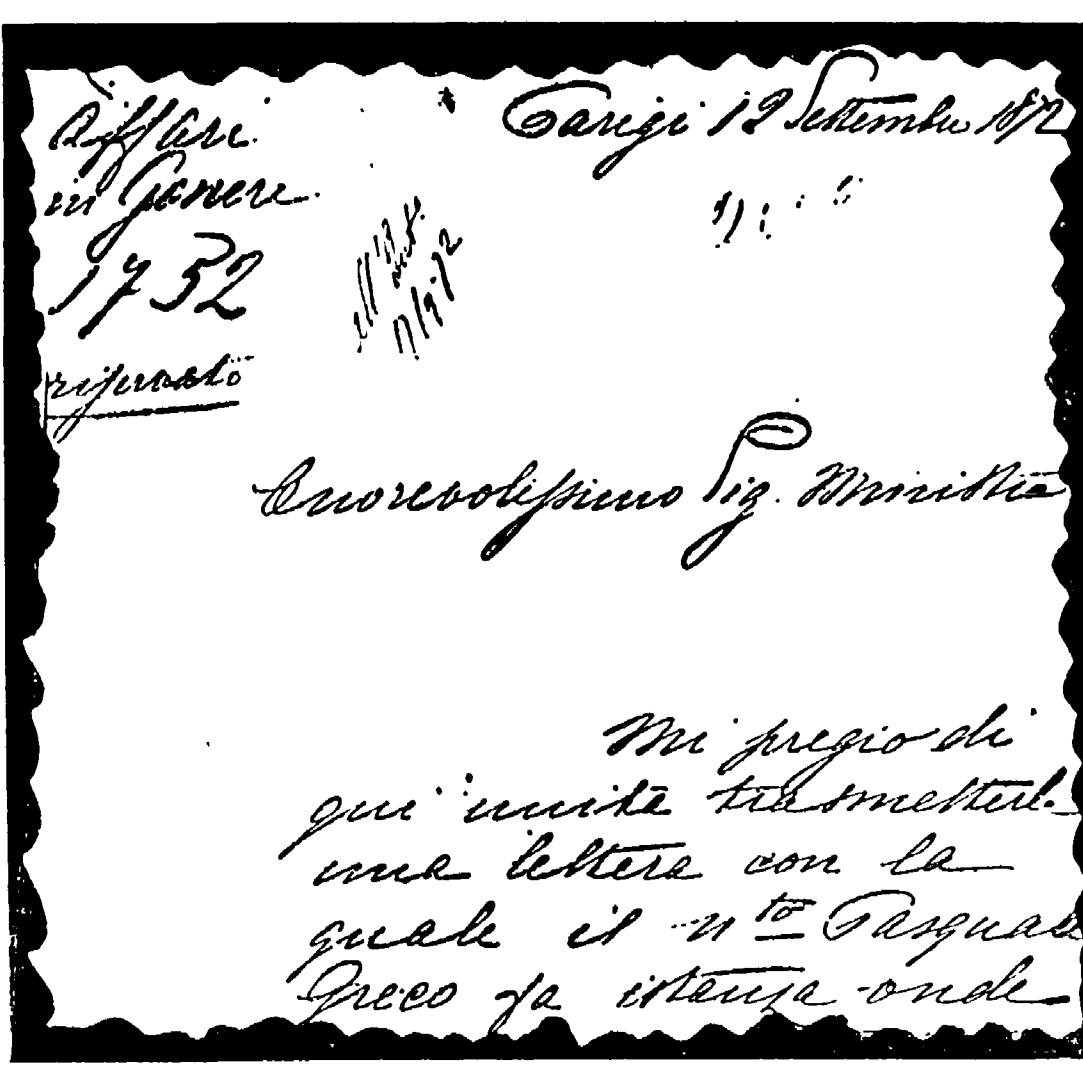 Affari
in Genere
1732
riservato
Parigi 12 Settembre 1872
Onorevolissimo Sig. Ministro
Mi pregio di
qui unita trasmetterle
una lettera con la
quale il n.to Pasquale
Greco fa istanza onde